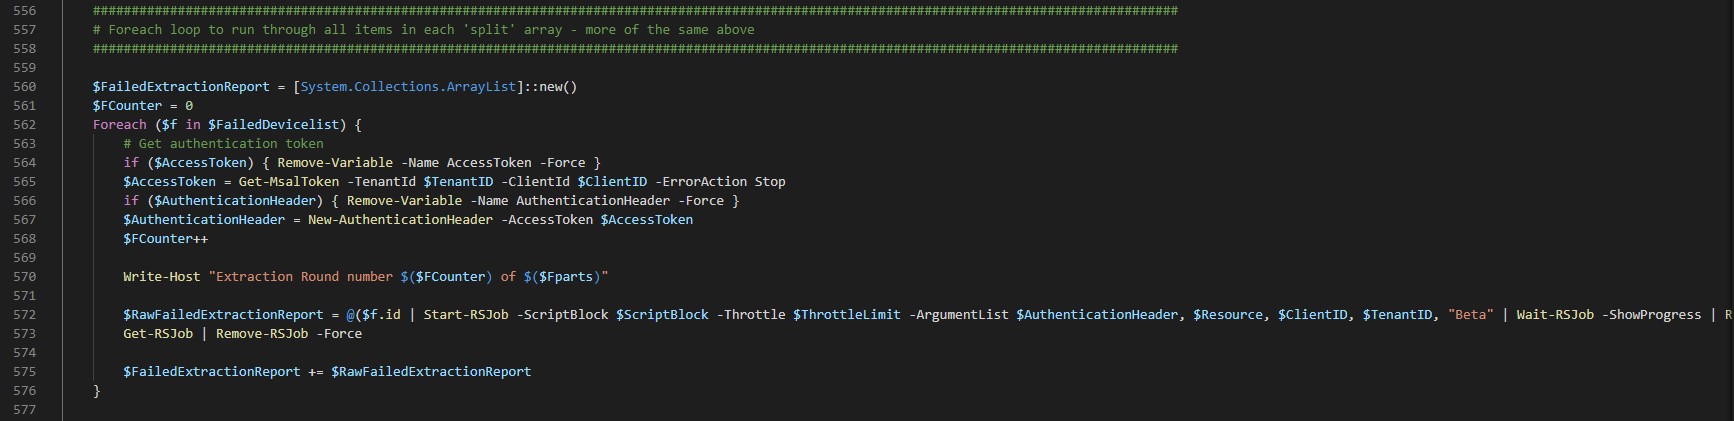 556 #############################################################################################################################################
557 # Foreach loop to run through all items in each 'split' array - more of the same above
558 #############################################################################################################################################
559
560 $FailedExtractionReport = [System.Collections.ArrayList]::new()
561 $FCounter = 0
562 Foreach ($f in $FailedDevicelist) {
563 # Get authentication token
564 if ($AccessToken) { Remove-Variable -Name AccessToken -Force }
565 $AccessToken = Get-MsalToken -TenantId $TenantID -ClientId $ClientID -ErrorAction Stop
566 if ($AuthenticationHeader) { Remove-Variable -Name AuthenticationHeader -Force }
567 $AuthenticationHeader = New-AuthenticationHeader -AccessToken $AccessToken
568 $FCounter++
569
570 Write-Host "Extraction Round number $($FCounter) of $($Fparts)"
571
572 $RawFailedExtractionReport = @($f.id | Start-RSJob -ScriptBlock $ScriptBlock -Throttle $ThrottleLimit -ArgumentList $AuthenticationHeader, $Resource, $ClientID, $TenantID, "Beta" | Wait-RSJob -ShowProgress | R
573 Get-RSJob | Remove-RSJob -Force
574
575 $FailedExtractionReport += $RawFailedExtractionReport
576 }
577